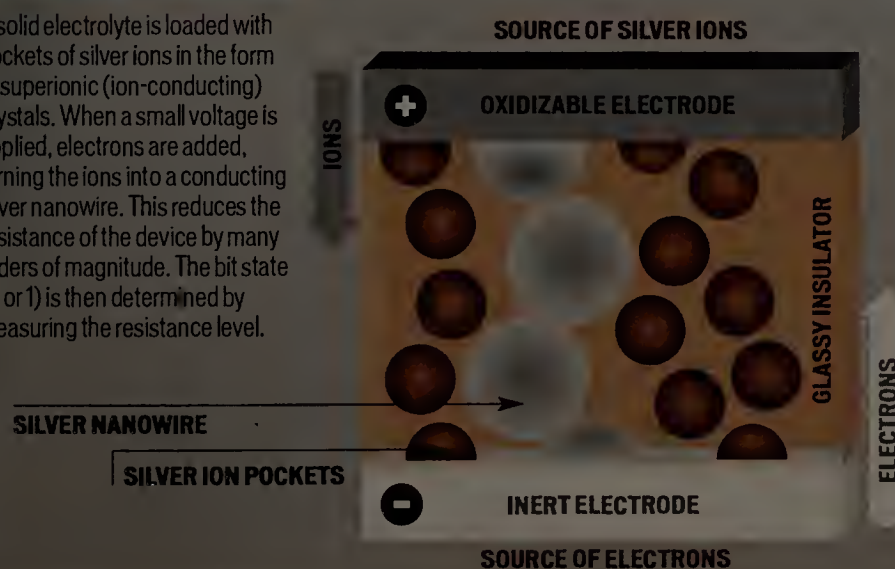 solid electrolyte is loaded with
ckets of silver ions in the form
superionic (ion-conducting)
ystals. When a small voltage is
plied, electrons are added,
rning the ions into a conducting
ver nanowire. This reduces the
sistance of the device by many
ders of magnitude. The bit state
or 1) is then determined by
easuring the resistance level.
SILVER NANOWIRE
SILVER ION POCKETS
SOURCE OF SILVER IONS
+ OXIDIZABLE ELECTRODE
IONS
GLASSY INSULATOR
ELECTRONS
- INERT ELECTRODE
SOURCE OF ELECTRONS